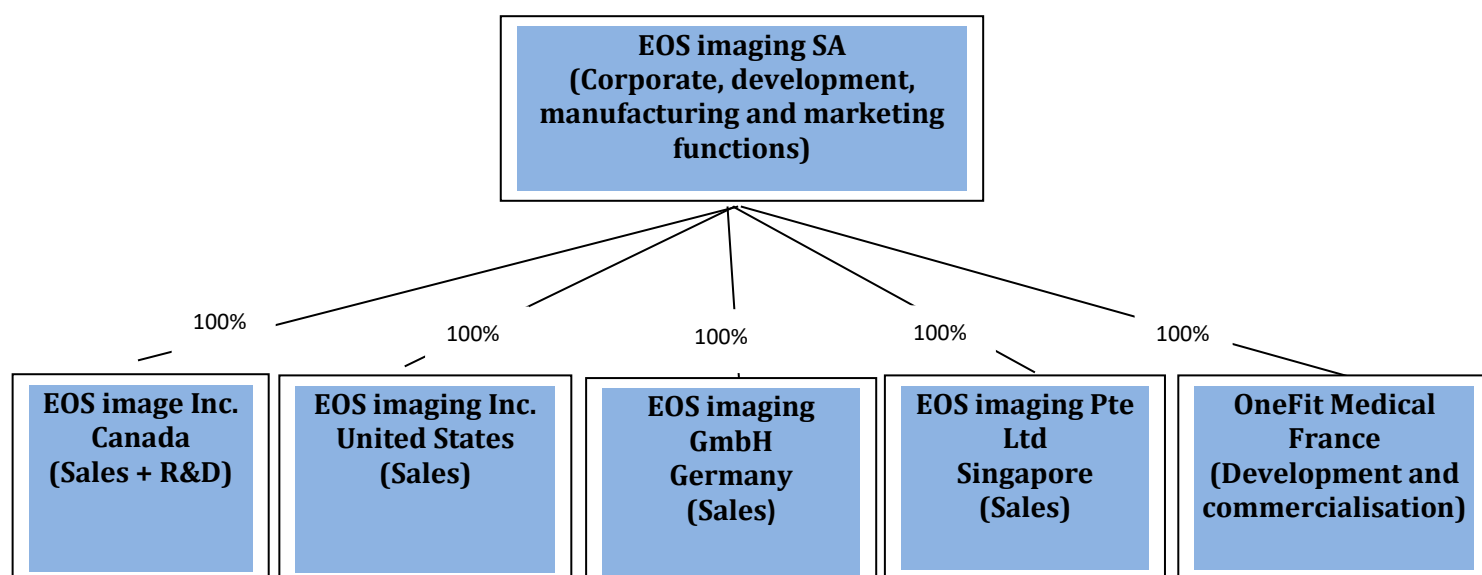 EOS imaging SA
(Corporate, development,
manufacturing and marketing
functions)
100%
100%
100%
100%
100%
EOS image Inc.
Canada
(Sales + R&D)
EOS imaging Inc.
United States
(Sales)
EOS imaging
GmbH
Germany
(Sales)
EOS imaging Pte
Ltd
Singapore
(Sales)
OneFit Medical
France
(Development and
commercialisation)